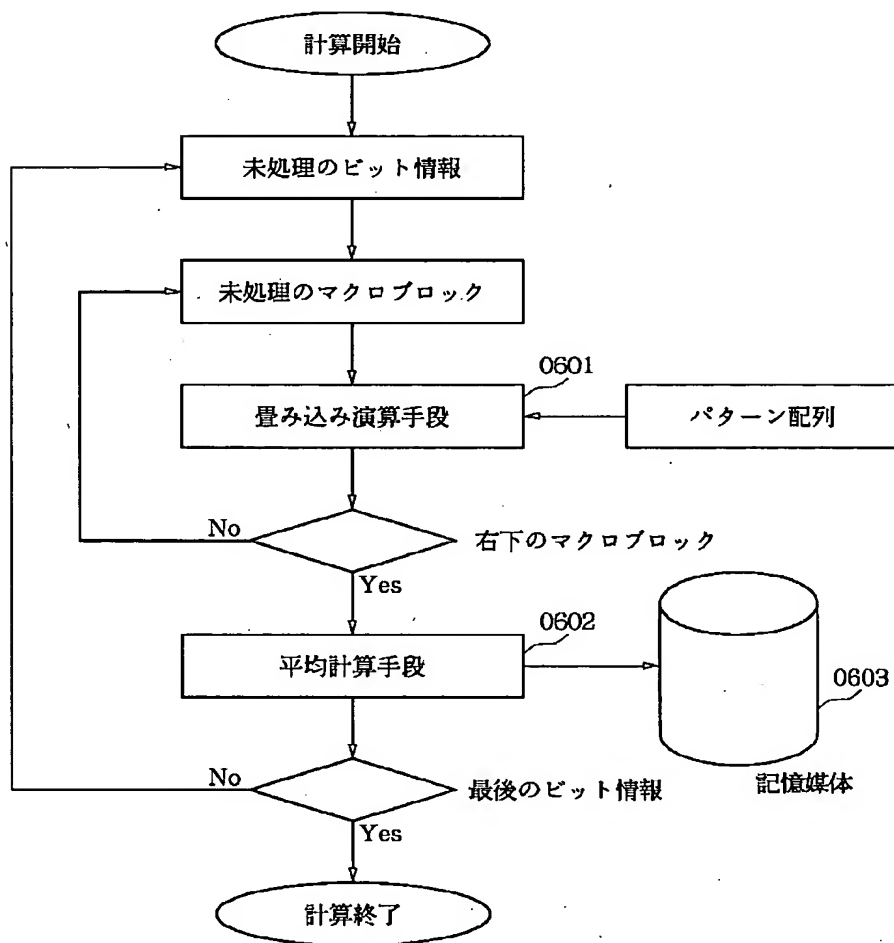 計算開始
未処理のビット情報
未処理のマクロブロック
0601
畳み込み演算手段
パターン配列
No
右下のマクロブロック
Yes
0602
平均計算手段
0603
記憶媒体
No
最後のビット情報
Yes
計算終了